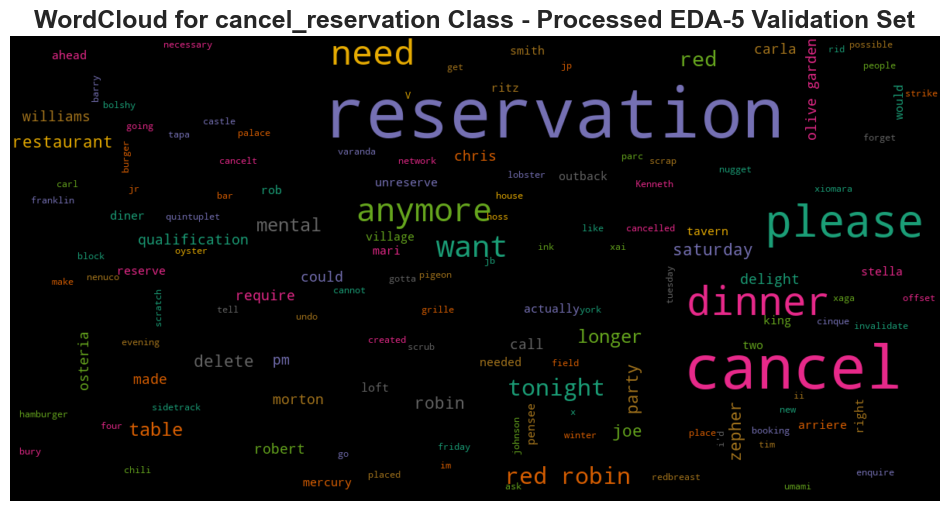 WordCloud for cancel_reservation Class - Processed EDA-5 Validation Set
necessary
ahead
need
smith
carla
possible
red
rid
get
jp
people
barry
v
ritz
olive garden
would
strike
bolshy
reservation
williams
castle
going
tapa
palace
forget
restaurant
burger
varanda
chris
parc
scrap
cancelt
network
nugget
carl
jr
rob
unreserve
lobster
outback
Kenneth
xiomara
franklin
bar
house
diner
quintuplet
anymore
moss
please
mental
like
cancelled
tavern
qualification
village
want
ink
xai
saturday
oyster
mari
block
jb
make
nenuco
reserve
could
cannot
gotta
pigeon
tuesday
delight
stella
require
dinner
xaga
offset
scratch
tell
undo
grille
actually
york
king
cinque
invalidate
evening
created
scrub
longer
osteria
delete
pm
call
needed
field
two
cancel
made
loft
tonight
party
ii
hamburger
sidetrack
morton
robin
x
new
four
table
pensee
zepher
right
arriere
bury
robert
go
friday
johnson
winter
joe
place
i'd
booking
tim
chili
mercury
placed
im
red robin
ask
redbreast
umami
enquire